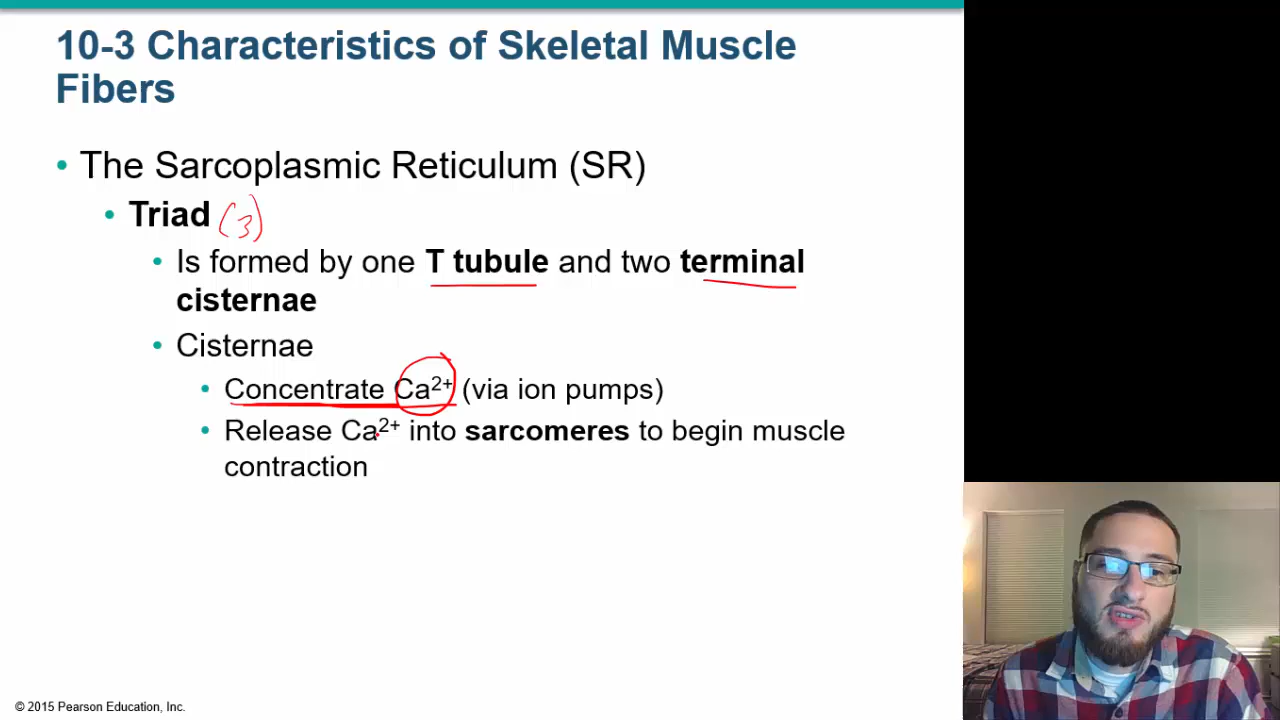 10-3 Characteristics of Skeletal Muscle
Fibers
• The Sarcoplasmic Reticulum (SR)
• Triad (3)
• Is formed by one T tubule and two terminal
cisternae
• Cisternae
• Concentrate Ca²⁺ (via ion pumps)
• Release Ca²⁺ into sarcomeres to begin muscle
contraction
© 2015 Pearson Education, Inc.